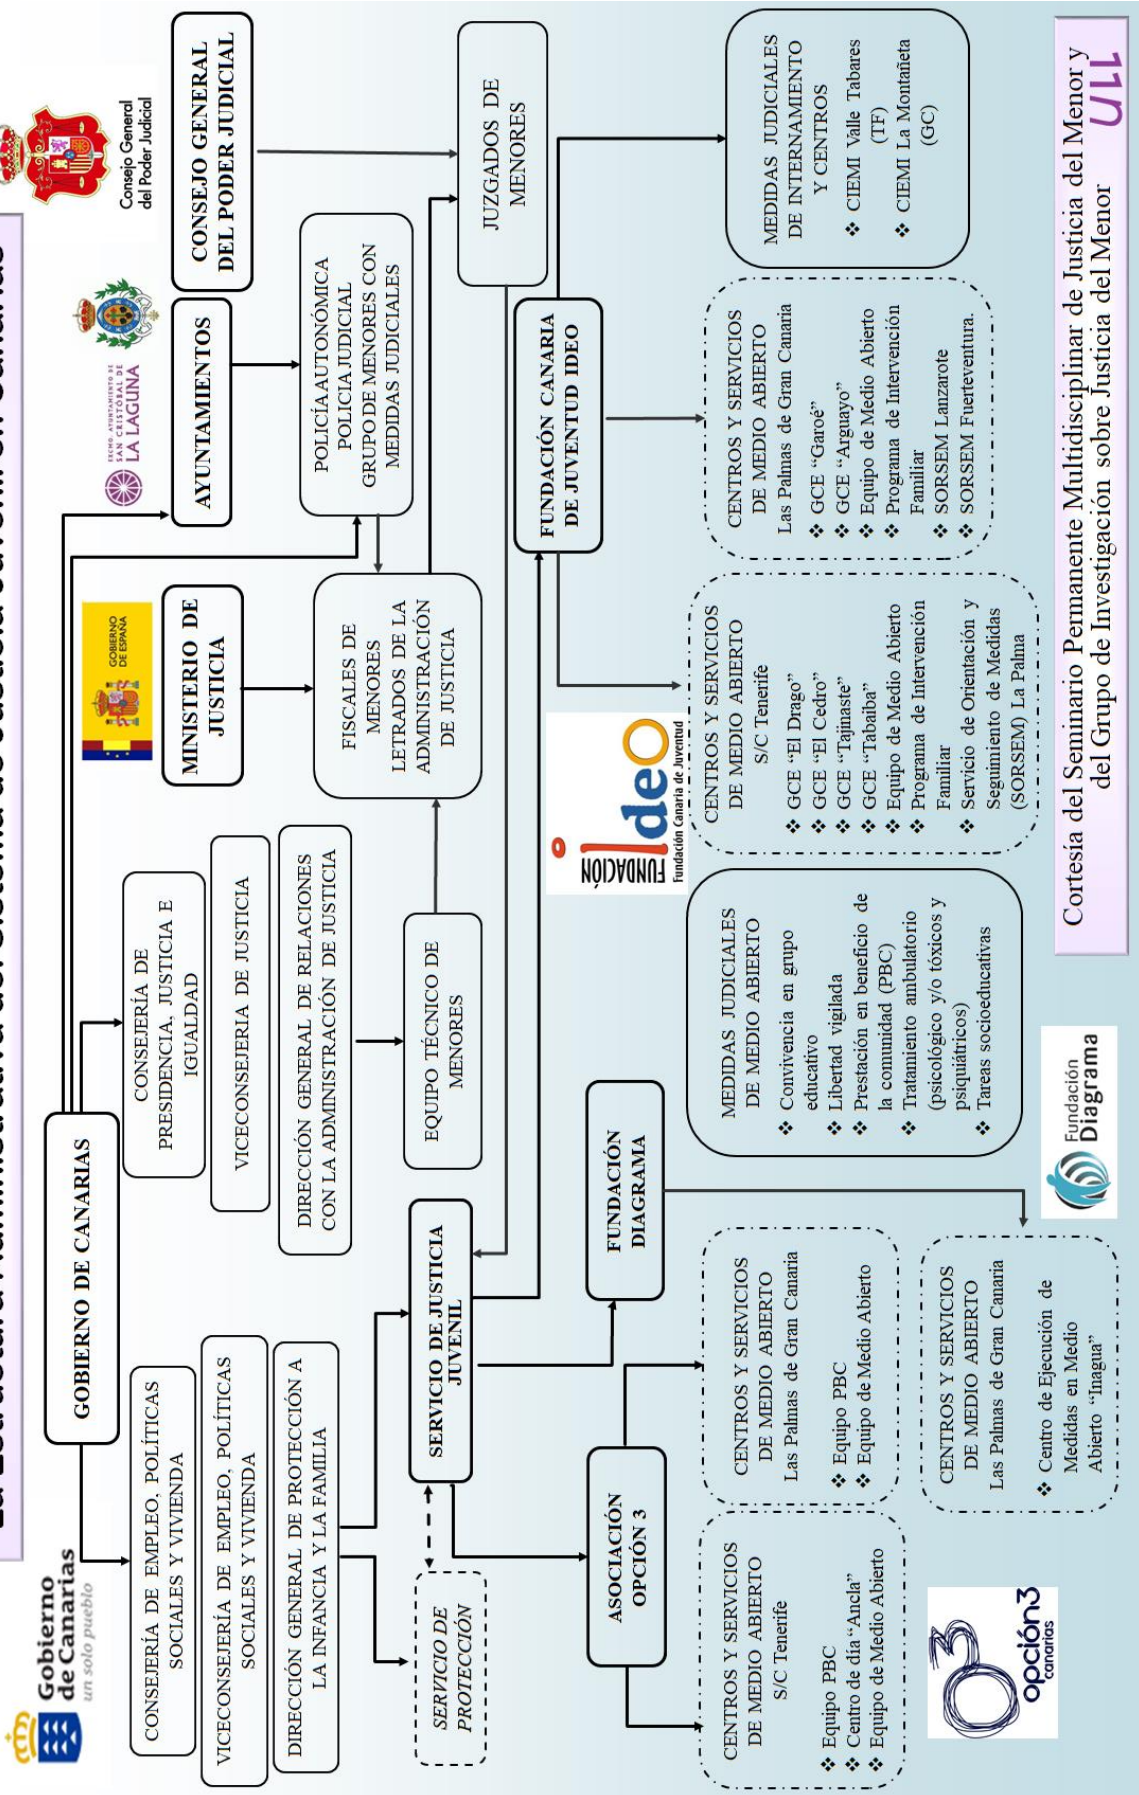 Gobierno
de Canarias
un solo pueblo
GOBIERNO DE CANARIAS
EXCMO. AYUNTAMIENTO DE
SAN CRISTÓBAL DE
LA LAGUNA
Consejo General
del Poder Judicial
GOBIERNO
DE ESPAÑA
MINISTERIO DE
JUSTICIA
AYUNTAMIENTOS
CONSEJO GENERAL
DEL PODER JUDICIAL
CONSEJERÍA DE EMPLEO, POLÍTICAS
SOCIALES Y VIVIENDA
VICECONSEJERÍA DE EMPLEO, POLÍTICAS
SOCIALES Y VIVIENDA
DIRECCIÓN GENERAL DE PROTECCIÓN A
LA INFANCIA Y LA FAMILIA
CONSEJERÍA DE
PRESIDENCIA, JUSTICIA E
IGUALDAD
VICECONSEJERIA DE JUSTICIA
DIRECCIÓN GENERAL DE RELACIONES
CON LA ADMINISTRACIÓN DE JUSTICIA
FISCALES DE
MENORES
LETRADOS DE LA
ADMINISTRACIÓN
DE JUSTICIA
POLICÍA AUTONÓMICA
POLICIA JUDICIAL
GRUPO DE MENORES CON
MEDIDAS JUDICIALES
SERVICIO DE
PROTECCIÓN
SERVICIO DE JUSTICIA
JUVENIL
EQUIPO TÉCNICO DE
MENORES
JUZGADOS DE
MENORES
ASOCIACIÓN
OPCIÓN 3
FUNDACIÓN
DIAGRAMA
FUNDACIÓN
ideo
Fundación Canaria de Juventud
FUNDACIÓN CANARIA
DE JUVENTUD IDEO
CENTROS Y SERVICIOS
DE MEDIO ABIERTO
S/C Tenerife
❖ Equipo PBC
❖ Centro de día “Ancla”
❖ Equipo de Medio Abierto
CENTROS Y SERVICIOS
DE MEDIO ABIERTO
Las Palmas de Gran Canaria
❖ Equipo PBC
❖ Equipo de Medio Abierto
MEDIDAS JUDICIALES
DE MEDIO ABIERTO
❖ Convivencia en grupo
educativo
❖ Libertad vigilada
❖ Prestación en beneficio de
la comunidad (PBC)
❖ Tratamiento ambulatorio
(psicológico y/o tóxicos y
psiquiátricos)
❖ Tareas socioeducativas
CENTROS Y SERVICIOS
DE MEDIO ABIERTO
S/C Tenerife
❖ GCE “El Drago”
❖ GCE “El Cedro”
❖ GCE “Tajinaste”
❖ GCE “Tabaiba”
❖ Equipo de Medio Abierto
❖ Programa de Intervención
Familiar
❖ Servicio de Orientación y
Seguimiento de Medidas
(SORSEM) La Palma
CENTROS Y SERVICIOS
DE MEDIO ABIERTO
Las Palmas de Gran Canaria
❖ GCE “Garoé”
❖ GCE “Arguayo”
❖ Equipo de Medio Abierto
❖ Programa de Intervención
Familiar
❖ SORSEM Lanzarote
❖ SORSEM Fuerteventura.
MEDIDAS JUDICIALES
DE INTERNAMIENTO
Y CENTROS
❖ CIEMI Valle Tabares
(TF)
❖ CIEMI La Montañeta
(GC)
opción3
canarias
CENTROS Y SERVICIOS
DE MEDIO ABIERTO
Las Palmas de Gran Canaria
❖ Centro de Ejecución de
Medidas en Medio
Abierto “Inagua”
Fundación
Diagrama
Cortesía del Seminario Permanente Multidisciplinar de Justicia del Menor y
del Grupo de Investigación sobre Justicia del Menor